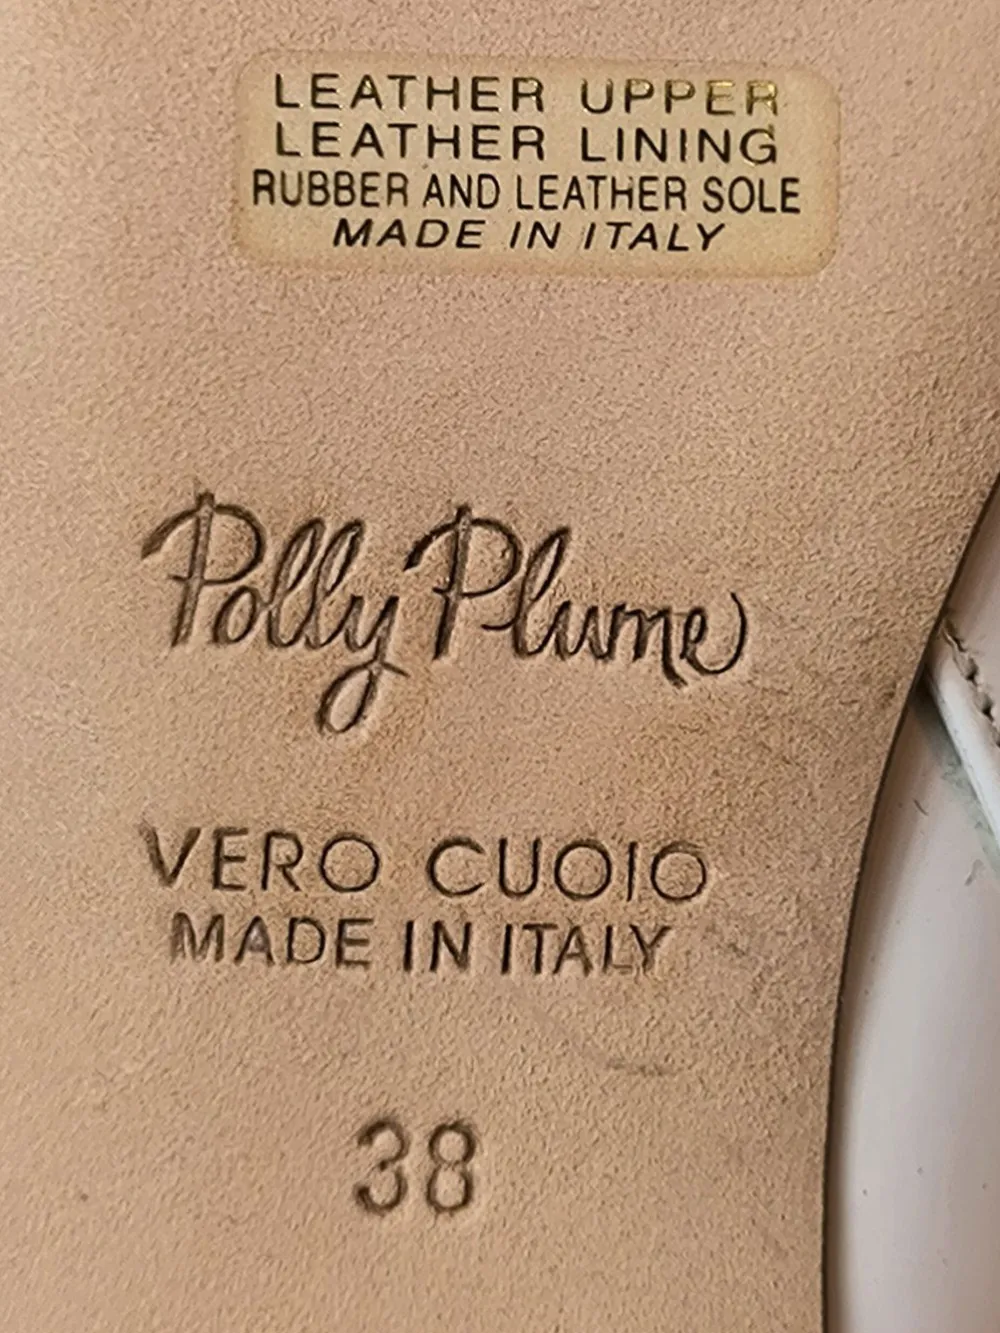 LEATHER UPPER
LEATHER LINING
RUBBER AND LEATHER SOLE
MADE IN ITALY
Polly Plume
VERO CUOIO
MADE IN ITALY
38